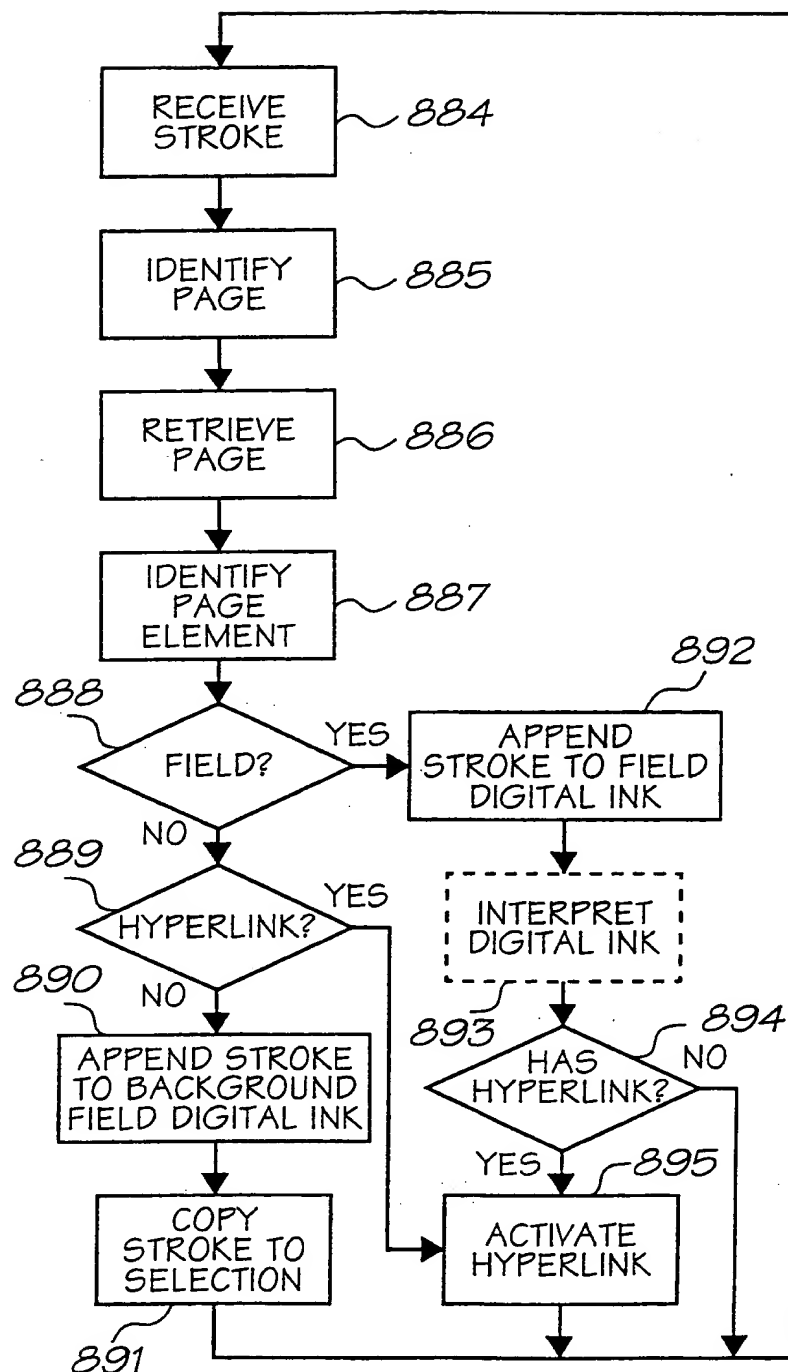 RECEIVE
STROKE
884
IDENTIFY
PAGE
885
RETRIEVE
PAGE
886
IDENTIFY
PAGE
ELEMENT
887
888
FIELD?
YES
NO
892
APPEND
STROKE TO FIELD
DIGITAL INK
889
HYPERLINK?
YES
NO
INTERPRET
DIGITAL INK
893
890
APPEND STROKE
TO BACKGROUND
FIELD DIGITAL INK
894
HAS
HYPERLINK?
NO
YES
895
COPY
STROKE TO
SELECTION
891
ACTIVATE
HYPERLINK